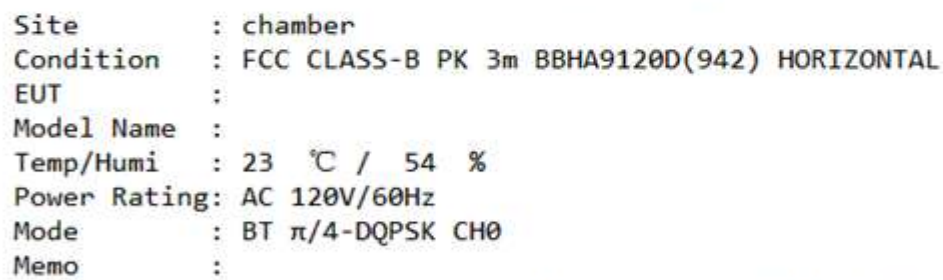 Site : chamber
Condition : FCC CLASS-B PK 3m BBHA9120D(942) HORIZONTAL
EUT :
Model Name :
Temp/Humi : 23 ℃ / 54 %
Power Rating: AC 120V/60Hz
Mode : BT π/4-DQPSK CH0
Memo :